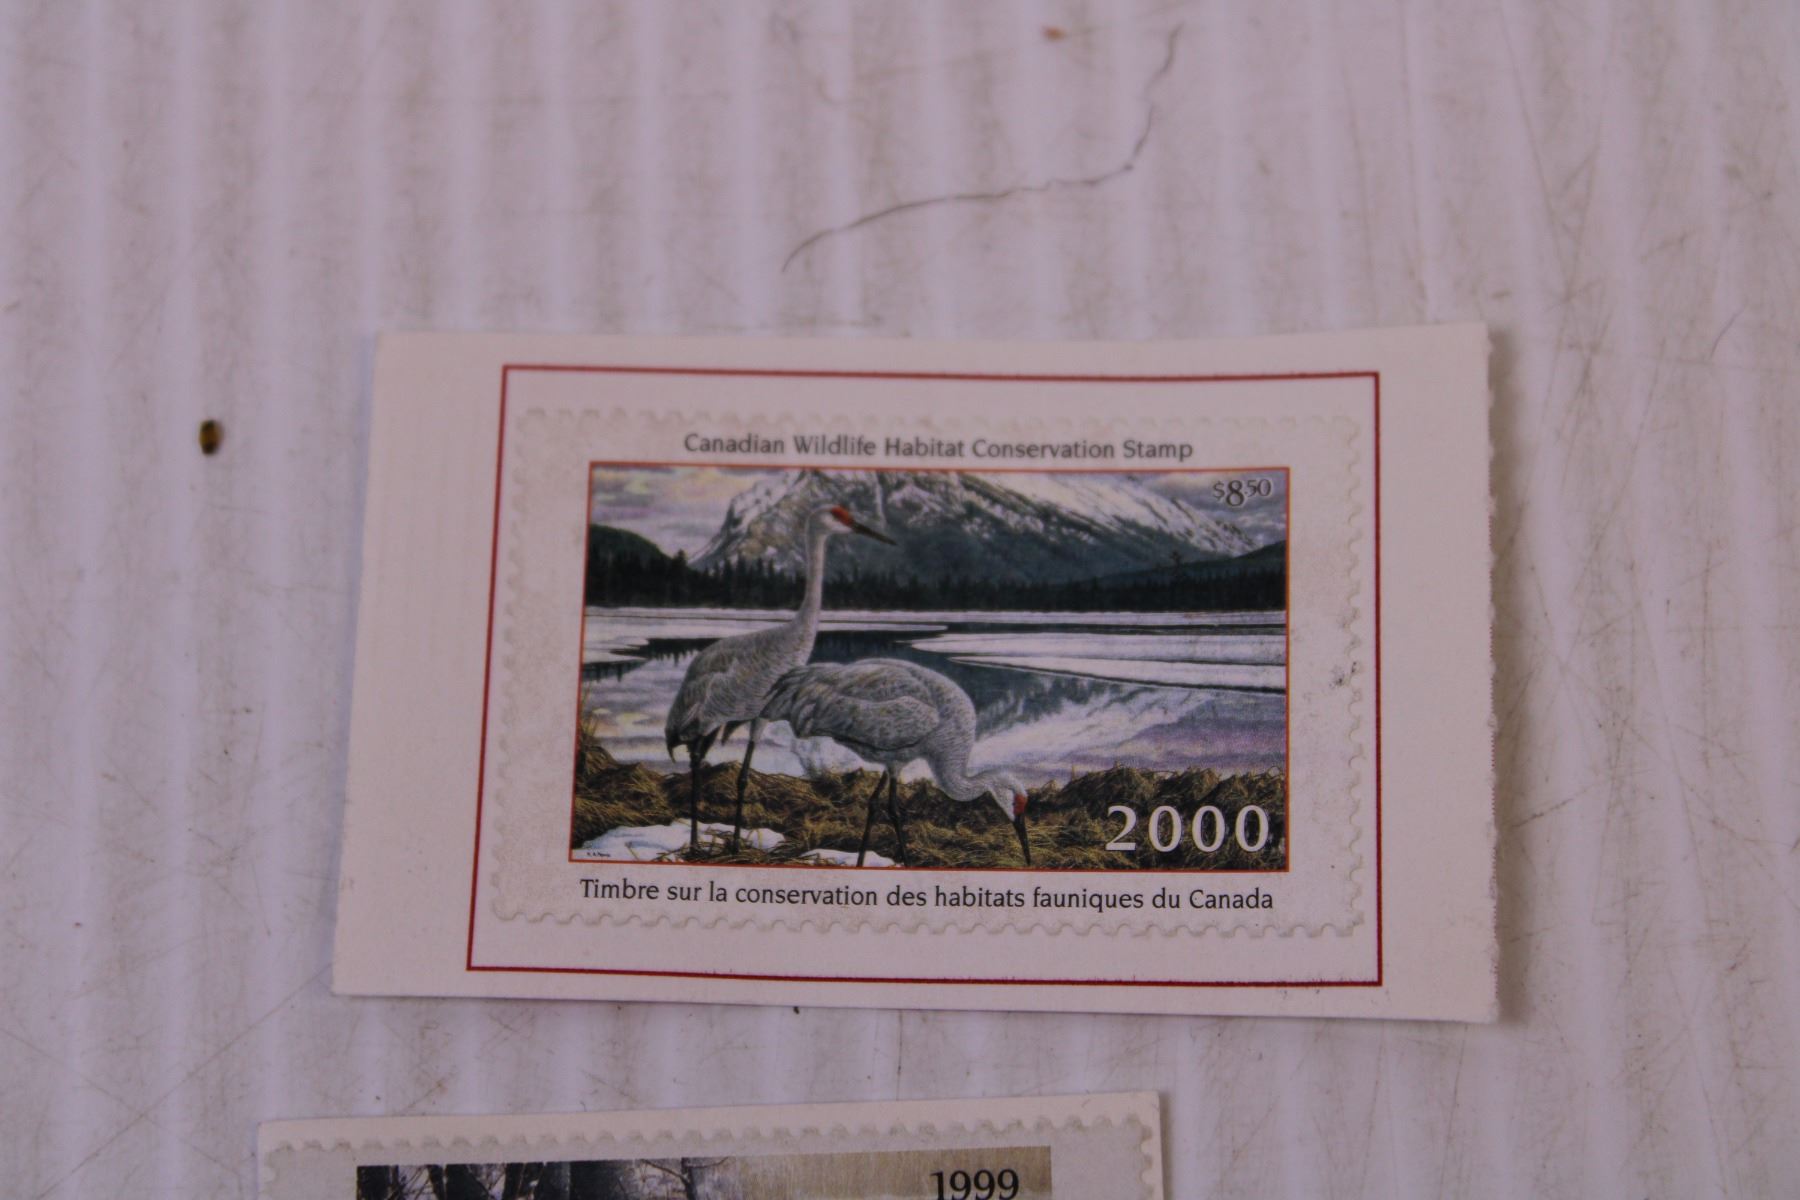 Canadian Wildlife Habitat Conservation Stamp
$8.50
2000
Timbre sur la conservation des habitats fauniques du Canada
1999